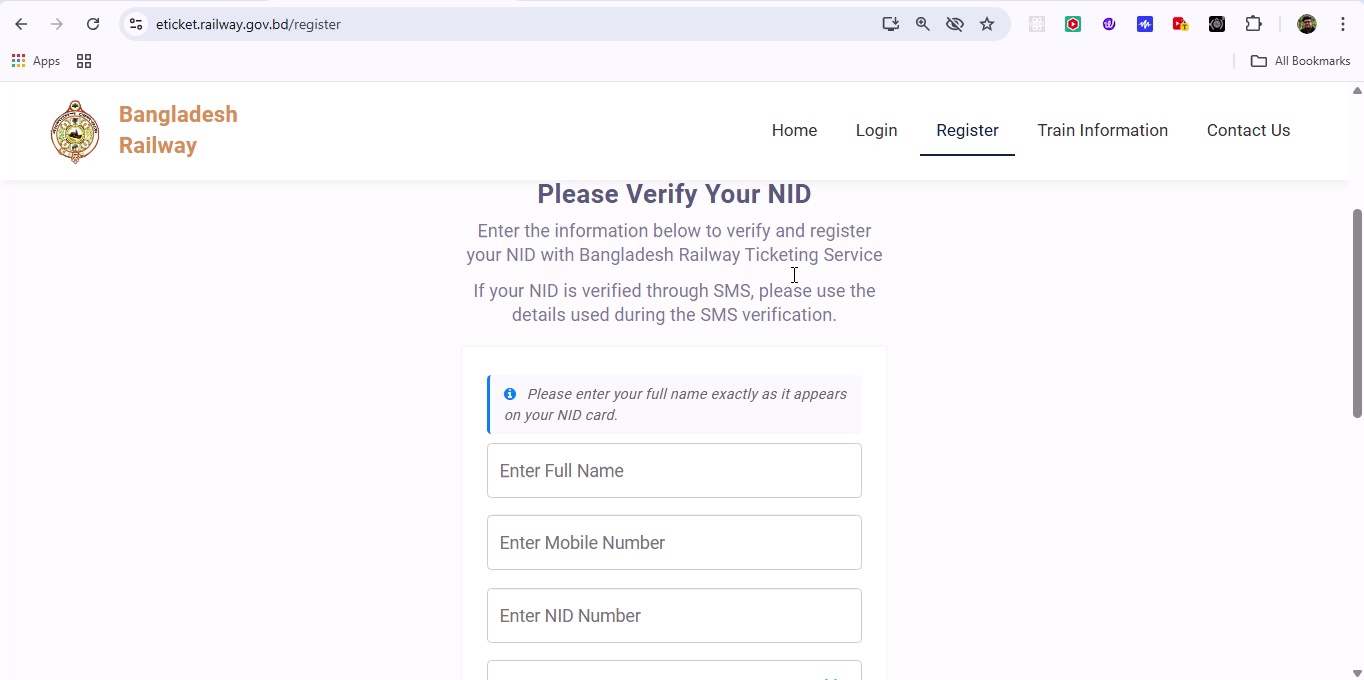 eticket.railway.gov.bd/register
Apps
All Bookmarks
Bangladesh
Railway
Home
Login
Register
Train Information
Contact Us
Please Verify Your NID
Enter the information below to verify and register
your NID with Bangladesh Railway Ticketing Service
If your NID is verified through SMS, please use the
details used during the SMS verification.
Please enter your full name exactly as it appears
on your NID card.
Enter Full Name
Enter Mobile Number
Enter NID Number